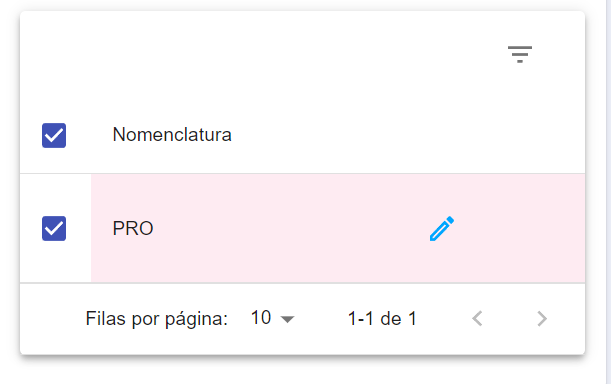 Nomenclatura
PRO
Filas por página: 10 1-1 de 1